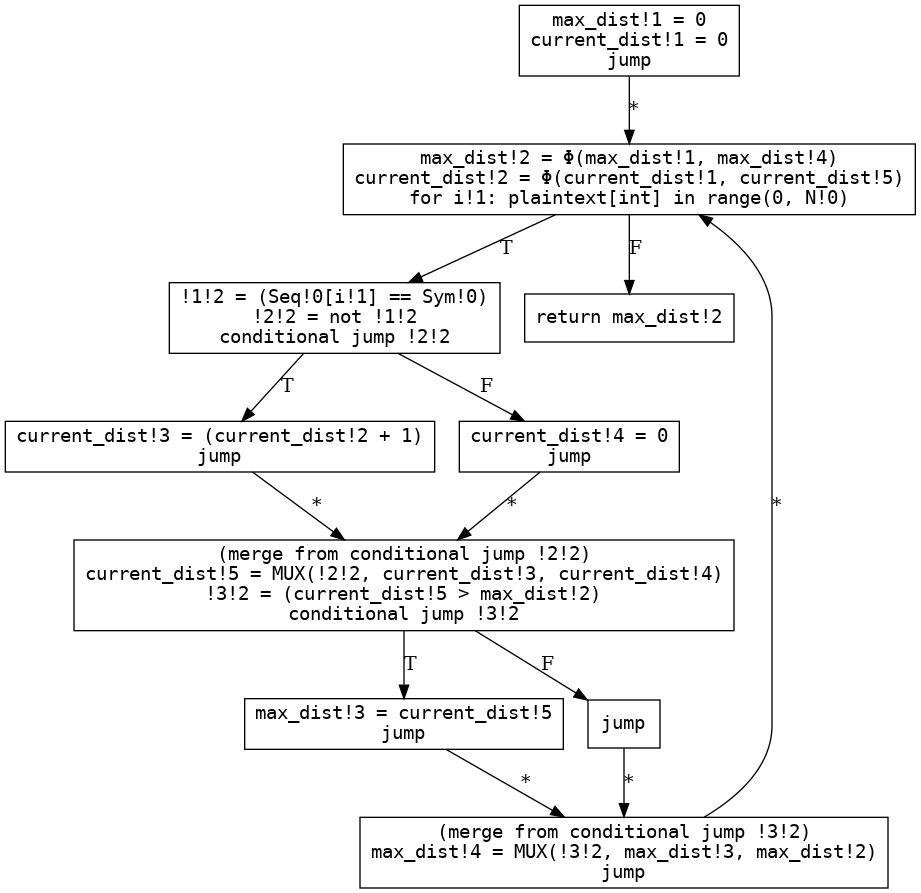 max_dist!1 = 0
current_dist!1 = 0
jump
*
max_dist!2 = Φ(max_dist!1, max_dist!4)
current_dist!2 = Φ(current_dist!1, current_dist!5)
for i!1: plaintext[int] in range(0, N!0)
T
F
!1!2 = (Seq!0[i!1] == Sym!0)
!2!2 = not !1!2
conditional jump !2!2
return max_dist!2
T
F
current_dist!3 = (current_dist!2 + 1)
jump
current_dist!4 = 0
jump
*
*
*
(merge from conditional jump !2!2)
current_dist!5 = MUX(!2!2, current_dist!3, current_dist!4)
!3!2 = (current_dist!5 > max_dist!2)
conditional jump !3!2
T
F
max_dist!3 = current_dist!5
jump
jump
*
*
(merge from conditional jump !3!2)
max_dist!4 = MUX(!3!2, max_dist!3, max_dist!2)
jump